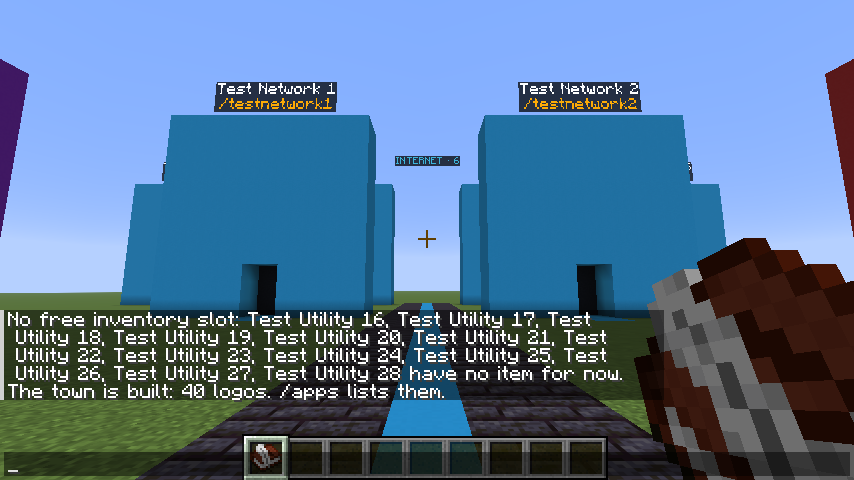 Test Network 1
/testnetwork1
Test Network 2
/testnetwork2
INTERNET · 6
No free inventory slot: Test Utility 16, Test Utility 17, Test
Utility 18, Test Utility 19, Test Utility 20, Test Utility 21, Test
Utility 22, Test Utility 23, Test Utility 24, Test Utility 25, Test
Utility 26, Test Utility 27, Test Utility 28 have no item for now.
The town is built: 40 logos. /apps lists them.
_